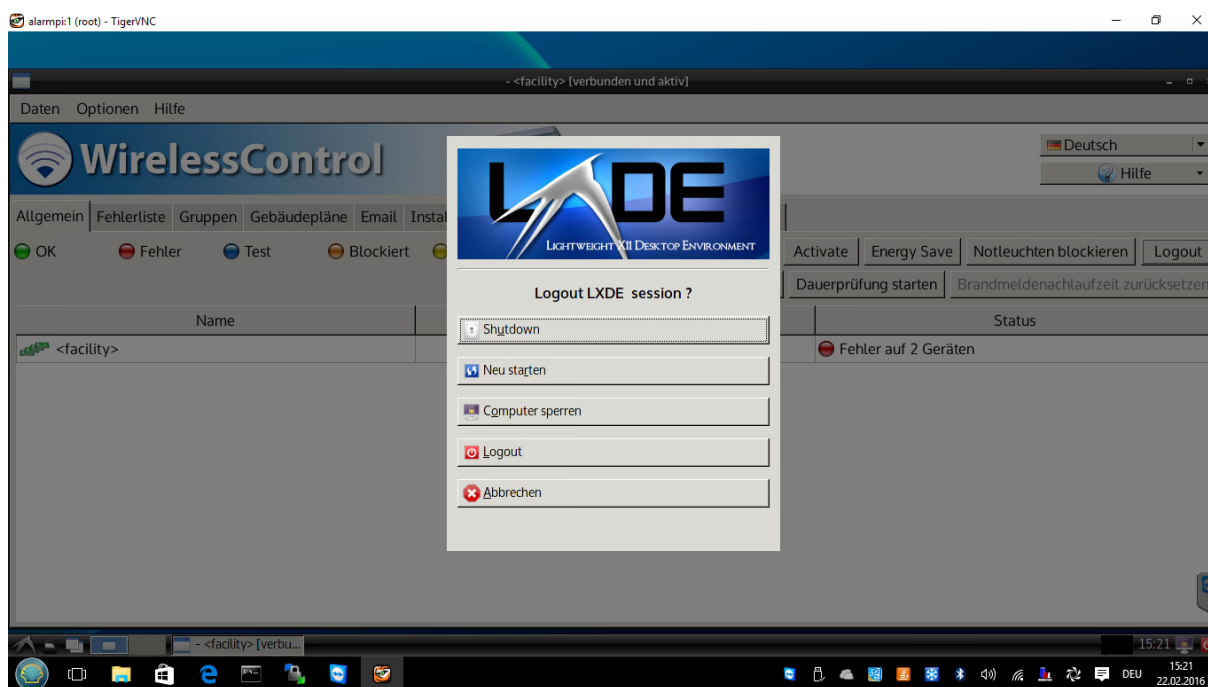 alarmpi:1 (root) - TigerVNC
- <facility> [verbunden und aktiv]
Daten Optionen Hilfe
WirelessControl
Deutsch
Hilfe
Allgemein Fehlerliste Gruppen Gebäudepläne Email
OK Fehler Test Blockiert
Activate Energy Save Notleuchten blockieren Logout
Dauerprüfung starten Brandmeldenachlaufzeit zurücksetzen
Name Status
<facility> Fehler auf 2 Geräten
LXDE
LIGHTWEIGHT X11 DESKTOP ENVIRONMENT
Logout LXDE session ?
Shutdown
Neu starten
Computer sperren
Logout
Abbrechen
- <facility> [verbu...
15:21
DEU
15:21
22.02.2016